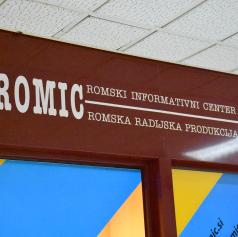 ROMIC
ROMSKI INFORMATIVNI CENTER
ROMSKA RADIJSKA PRODUKCIJA